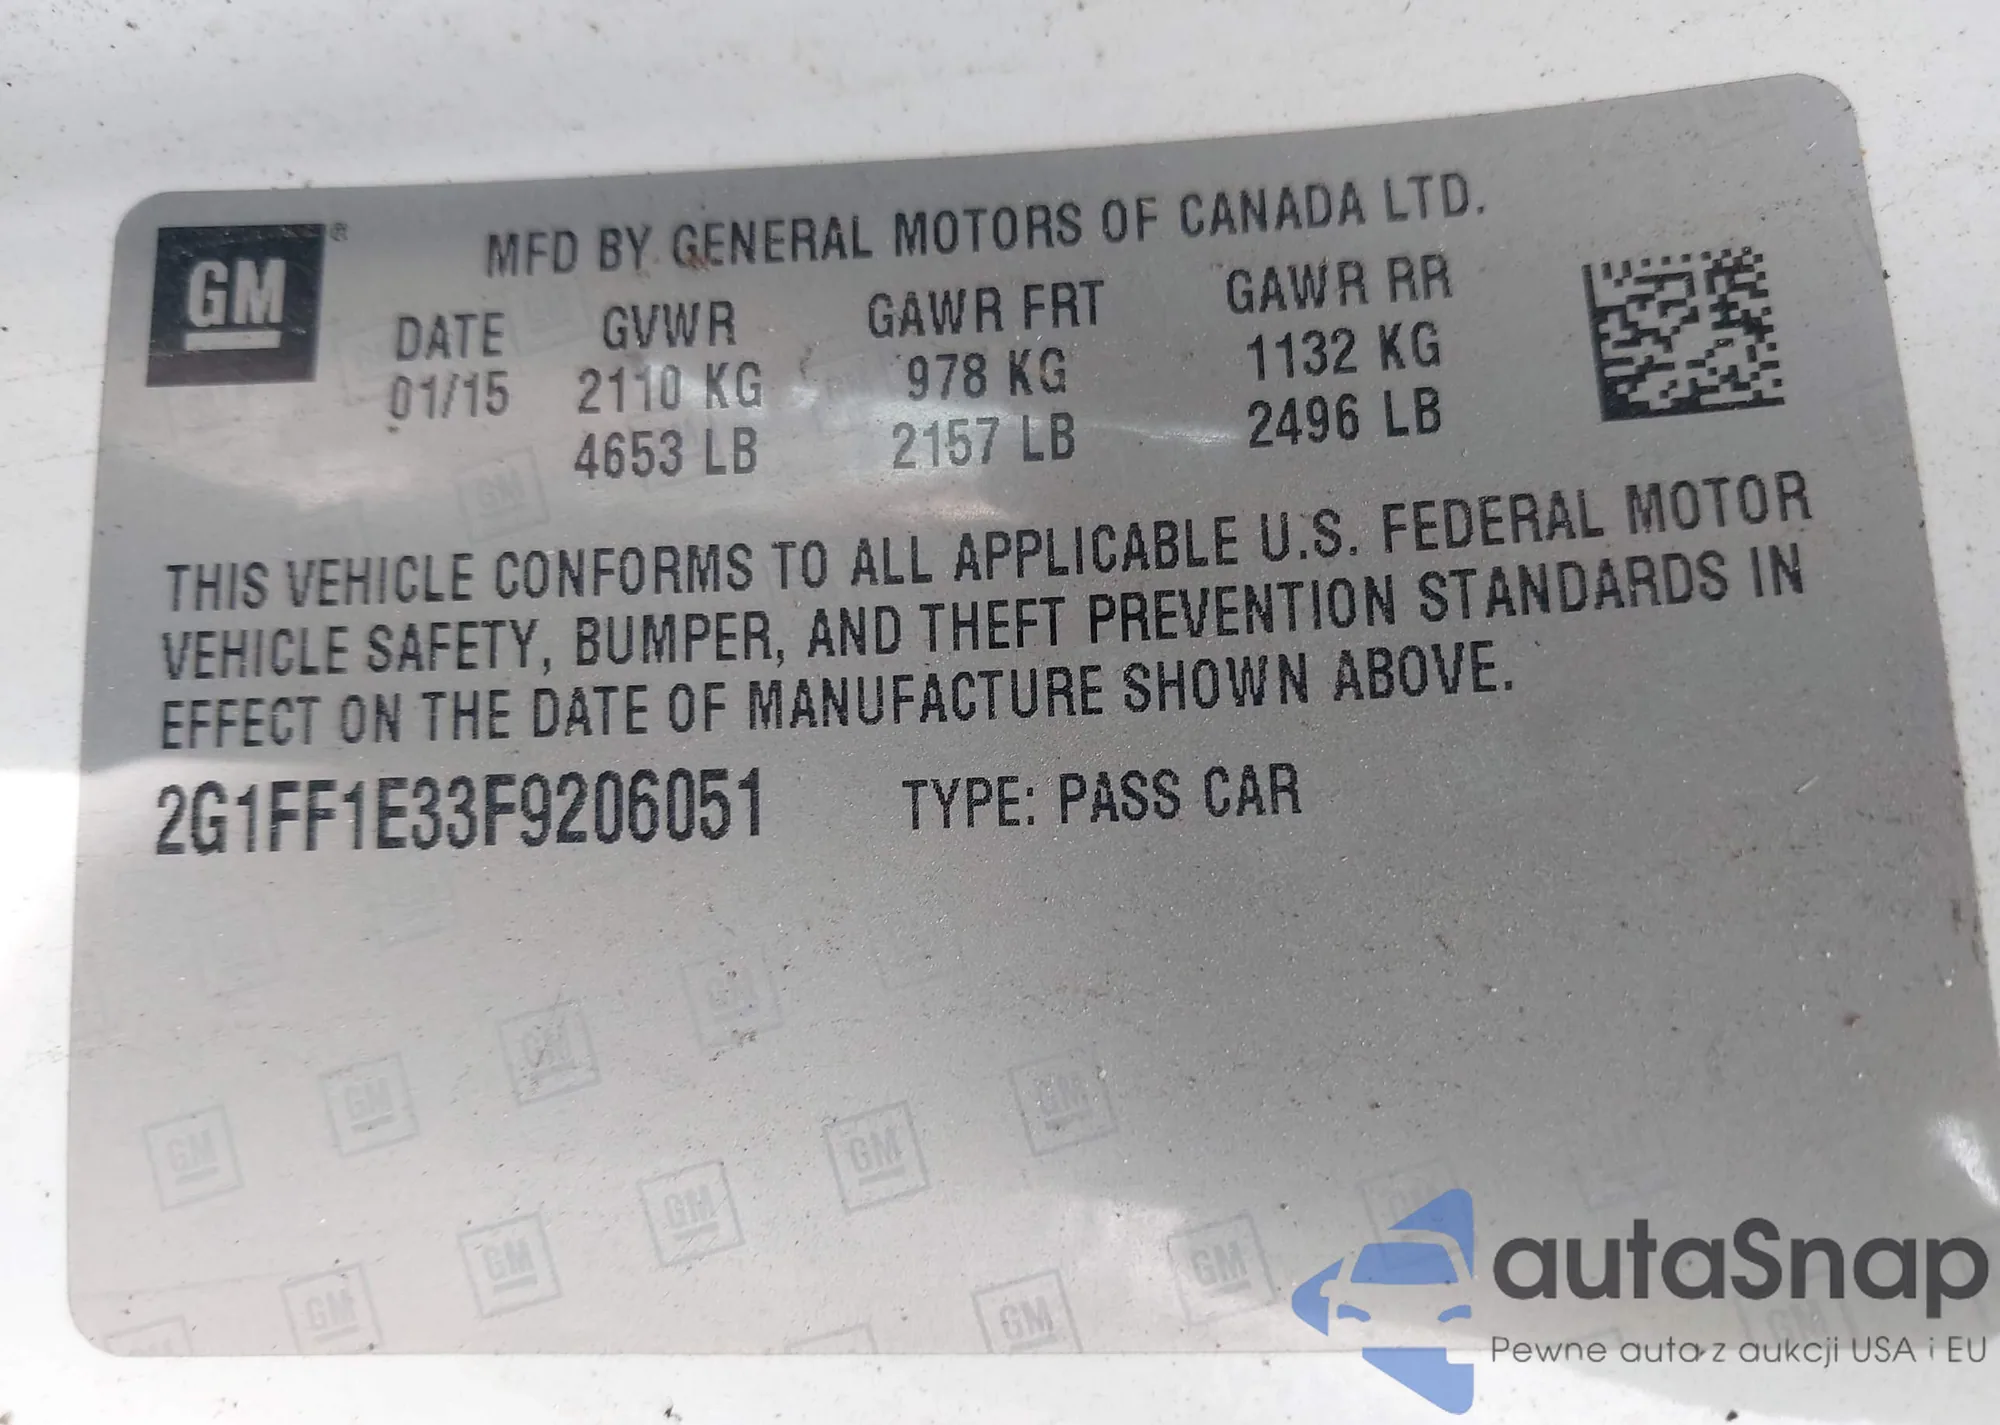 GM ®
MFD BY GENERAL MOTORS OF CANADA LTD.
DATE GVWR GAWR FRT GAWR RR
01/15 2110 KG 978 KG 1132 KG
4653 LB 2157 LB 2496 LB
THIS VEHICLE CONFORMS TO ALL APPLICABLE U.S. FEDERAL MOTOR
VEHICLE SAFETY, BUMPER, AND THEFT PREVENTION STANDARDS IN
EFFECT ON THE DATE OF MANUFACTURE SHOWN ABOVE.
2G1FF1E33F9206051 TYPE: PASS CAR
autaSnap
Pewne auta z aukcji USA i EU